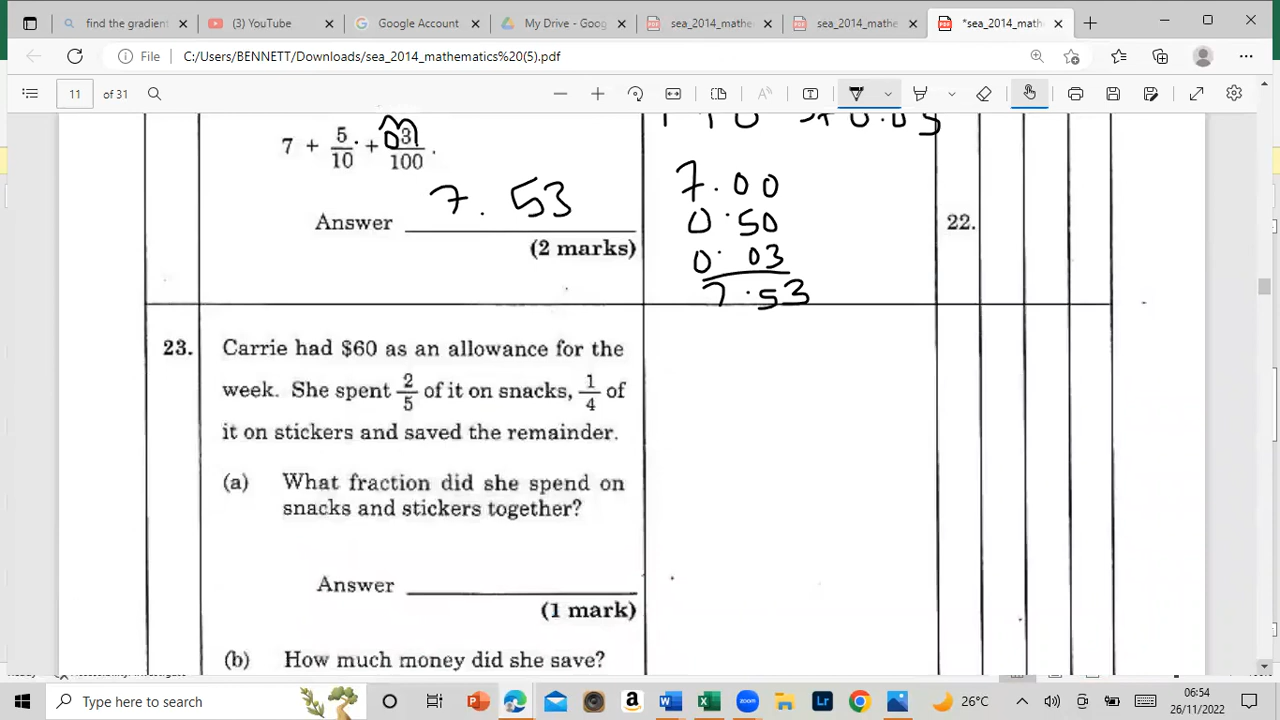 find the gradient
(3) YouTube
Google Account
My Drive - Goog
sea_2014_mathe
sea_2014_mathe
*sea_2014_math
File C:/Users/BENNETT/Downloads/sea_2014_mathematics%20(5).pdf
11 of 31
7 + 5/10 + 03/100 .
Answer 7.53
(2 marks)
7.00
0.50
0.03
7.53
22.
23. Carrie had $60 as an allowance for the
week. She spent 2/5 of it on snacks, 1/4 of
it on stickers and saved the remainder.
(a) What fraction did she spend on
snacks and stickers together?
Answer
(1 mark)
(b) How much money did she save?
Type here to search
26°C
06:54
26/11/2022